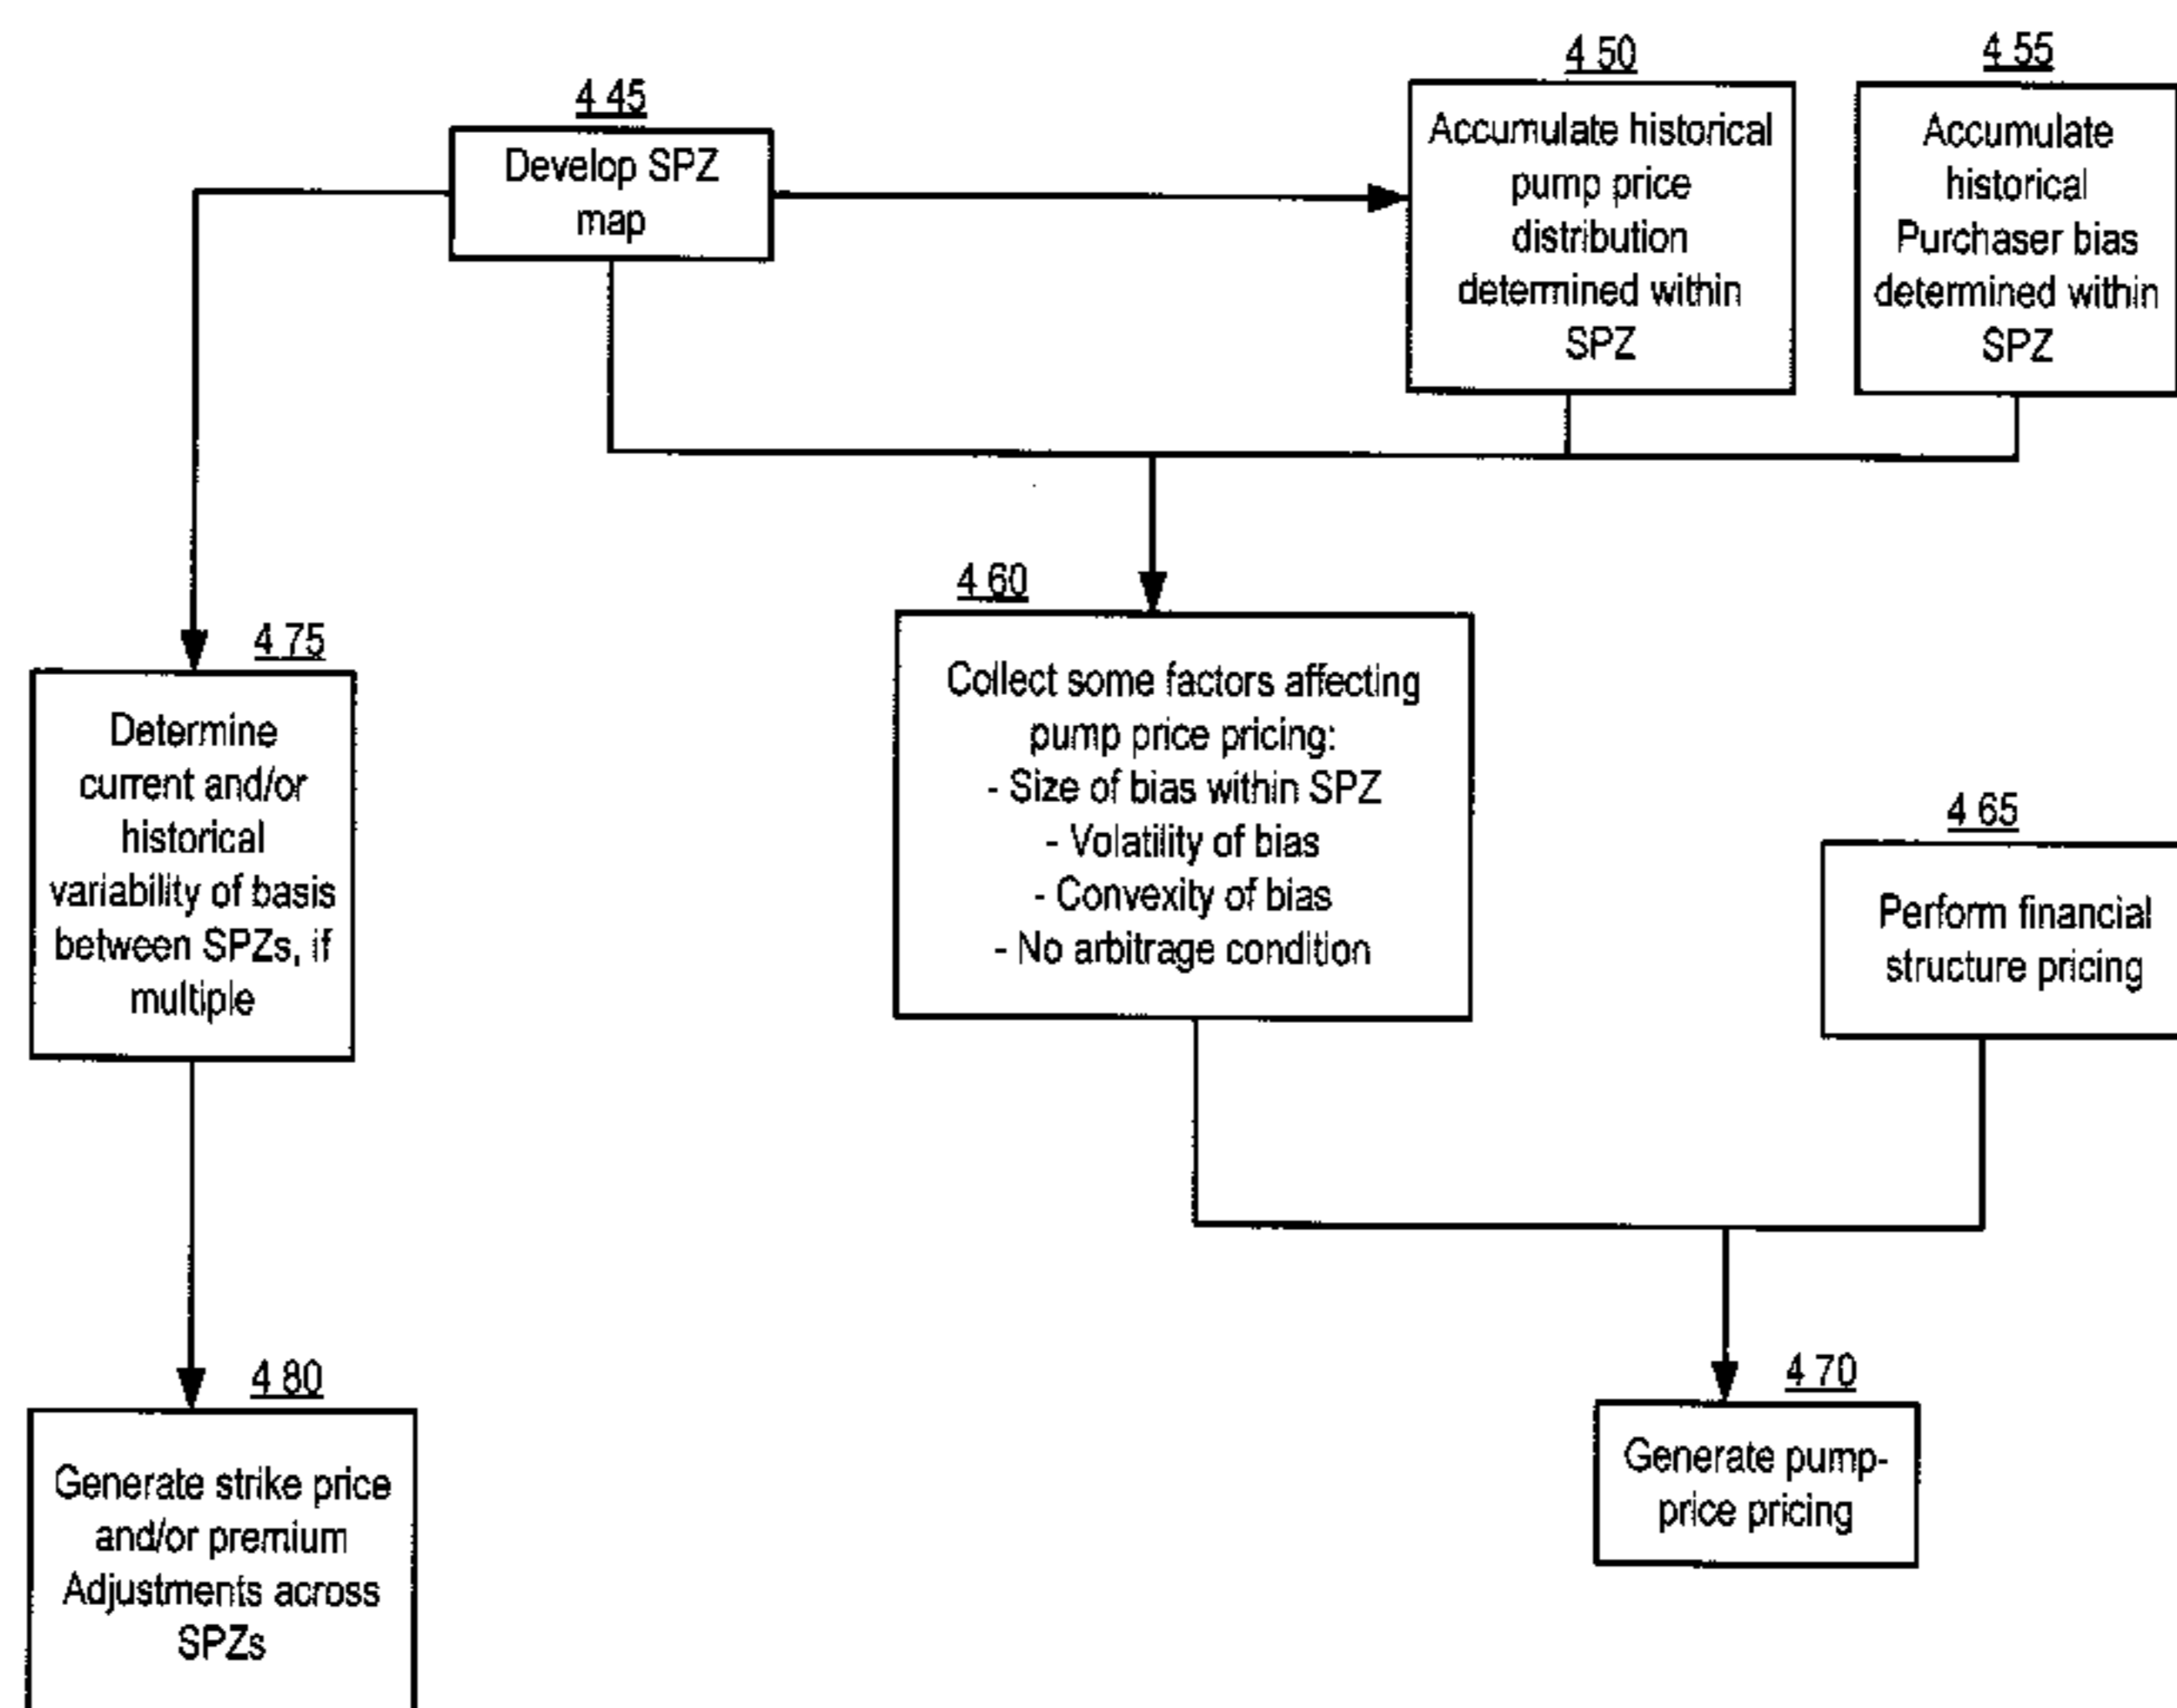 4 45
Develop SPZ
map
4 50
Accumulate historical
pump price
distribution
determined within
SPZ
4 55
Accumulate
historical
Purchaser bias
determined within
SPZ
4 60
Collect some factors affecting
pump price pricing:
- Size of bias within SPZ
- Volatility of bias
- Convexity of bias
- No arbitrage condition
4 75
Determine
current and/or
historical
variability of basis
between SPZs, if
multiple
4 65
Perform financial
structure pricing
4 80
Generate strike price
and/or premium
Adjustments across
SPZs
4 70
Generate pump-
price pricing